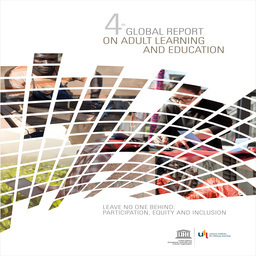 4th GLOBAL REPORT
ON ADULT LEARNING
AND EDUCATION
LEAVE NO ONE BEHIND:
PARTICIPATION, EQUITY AND INCLUSION